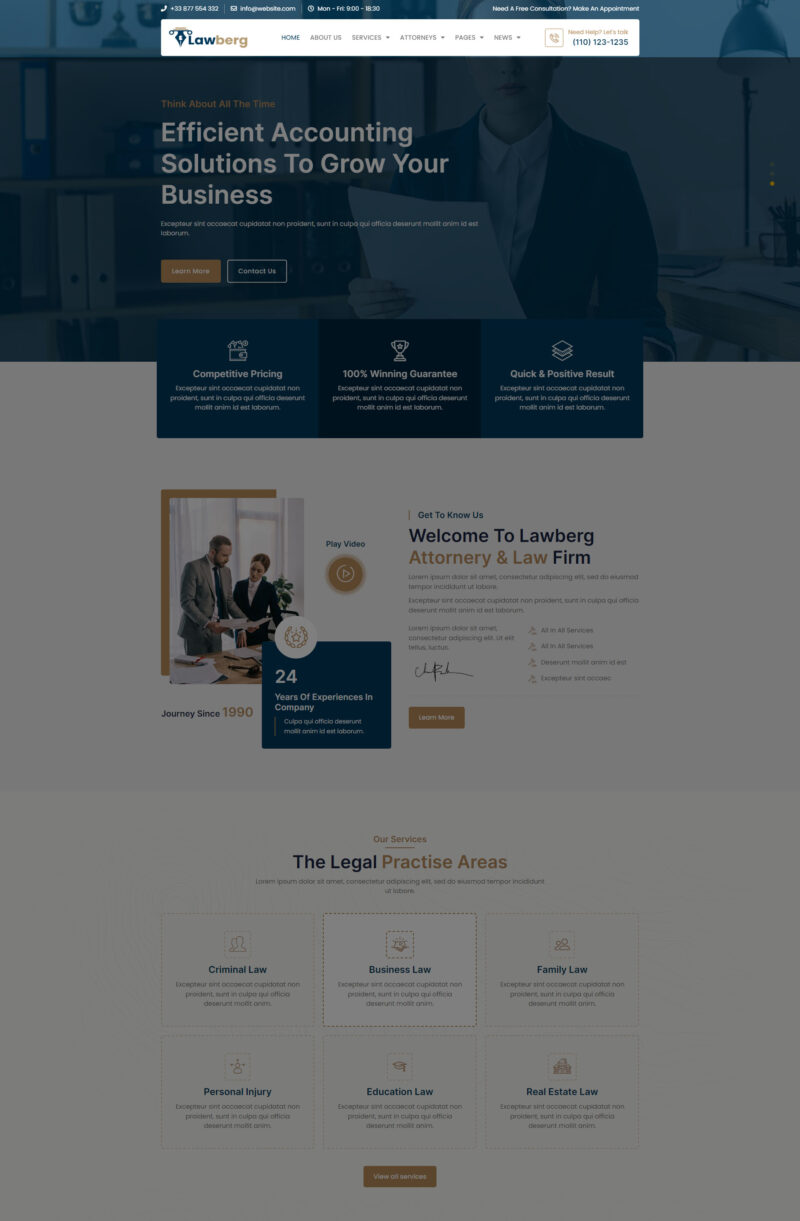 +33 877 554 332 info@website.com Mon - Fri: 9:00 - 18:30 Need A Free Consultation? Make An Appointment
Lawberg HOME ABOUT US SERVICES ATTORNEYS PAGES NEWS
Need Help? Let's talk
(110) 123-1235
Think About All The Time
Efficient Accounting
Solutions To Grow Your
Business
Excepteur sint occaecat cupidatat non proident, sunt in culpa qui officia deserunt mollit anim id est
laborum.
Learn More Contact Us
Competitive Pricing
Excepteur sint occaecat cupidatat non
proident, sunt in culpa qui officia deserunt
mollit anim id est laborum.
100% Winning Guarantee
Excepteur sint occaecat cupidatat non
proident, sunt in culpa qui officia deserunt
mollit anim id est laborum.
Quick & Positive Result
Excepteur sint occaecat cupidatat non
proident, sunt in culpa qui officia deserunt
mollit anim id est laborum.
Play Video
24
Years Of Experiences In
Company
Culpa qui officia deserunt
mollit anim id est laborum.
Journey Since 1990
Get To Know Us
Welcome To Lawberg
Attornery & Law Firm
Lorem ipsum dolor sit amet, consectetur adipiscing elit, sed do eiusmod
tempor incididunt ut labore.
Excepteur sint occaecat cupidatat non proident, sunt in culpa qui officia
deserunt mollit anim id est laborum.
Lorem ipsum dolor sit amet,
consectetur adipiscing elit. Ut elit
tellus, luctus.
All In All Services
All In All Services
Deserunt mollit anim id est
Excepteur sint occaec
Learn More
Our Services
The Legal Practise Areas
Lorem ipsum dolor sit amet, consectetur adipiscing elit, sed do eiusmod tempor incididunt
ut labore.
Criminal Law
Excepteur sint occaecat cupidatat non
proident, sunt in culpa qui officia
deserunt mollit anim.
Business Law
Excepteur sint occaecat cupidatat non
proident, sunt in culpa qui officia
deserunt mollit anim.
Family Law
Excepteur sint occaecat cupidatat non
proident, sunt in culpa qui officia
deserunt mollit anim.
Personal Injury
Excepteur sint occaecat cupidatat non
proident, sunt in culpa qui officia
deserunt mollit anim.
Education Law
Excepteur sint occaecat cupidatat non
proident, sunt in culpa qui officia
deserunt mollit anim.
Real Estate Law
Excepteur sint occaecat cupidatat non
proident, sunt in culpa qui officia
deserunt mollit anim.
View all services